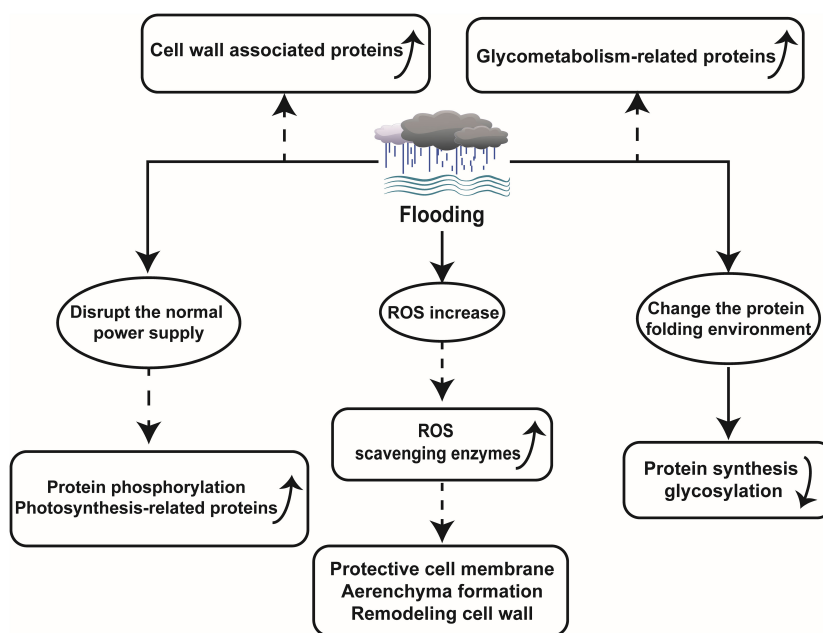 Cell wall associated proteins
Glycometabolism-related proteins
Flooding
Disrupt the normal
power supply
ROS increase
Change the protein
folding environment
ROS
scavenging enzymes
Protein synthesis
glycosylation
Protein phosphorylation
Photosynthesis-related proteins
Protective cell membrane
Aerenchyma formation
Remodeling cell wall